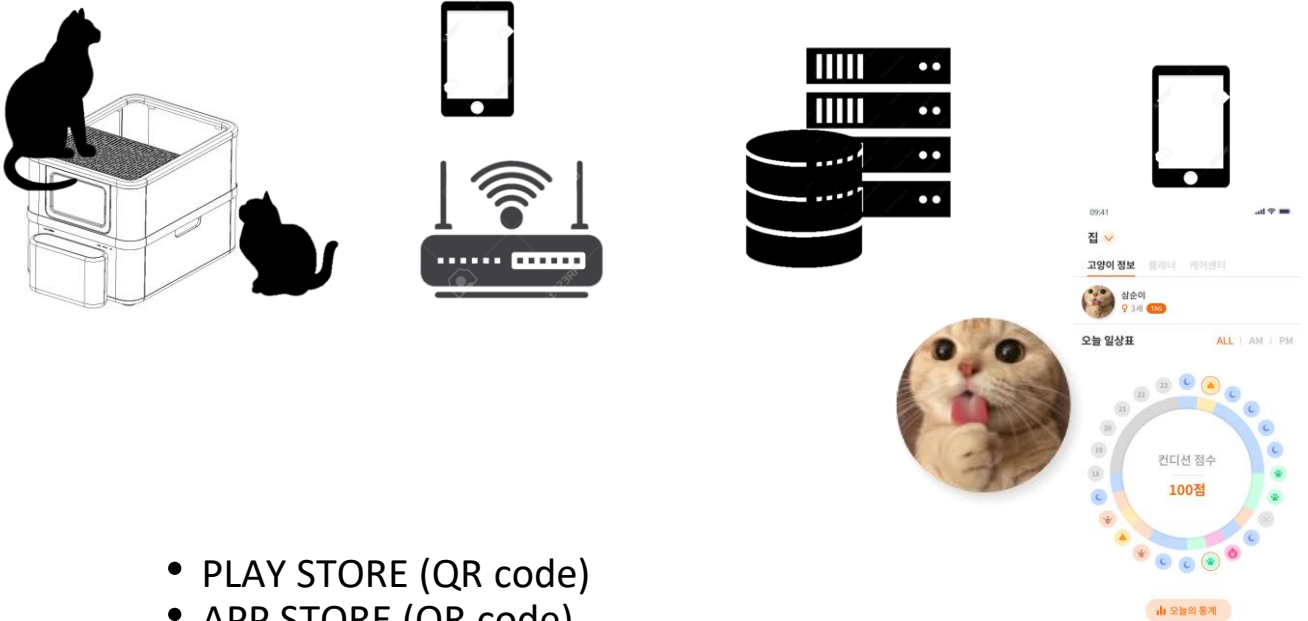 09:41
집
고양이 정보 플래너 케어센터
삼순이
3세 TAG
오늘 일상표 ALL | AM | PM
23
22
21
20
19
18
컨디션 점수
100점
오늘의 통계
• PLAY STORE (QR code)
• APP STORE (QR code)